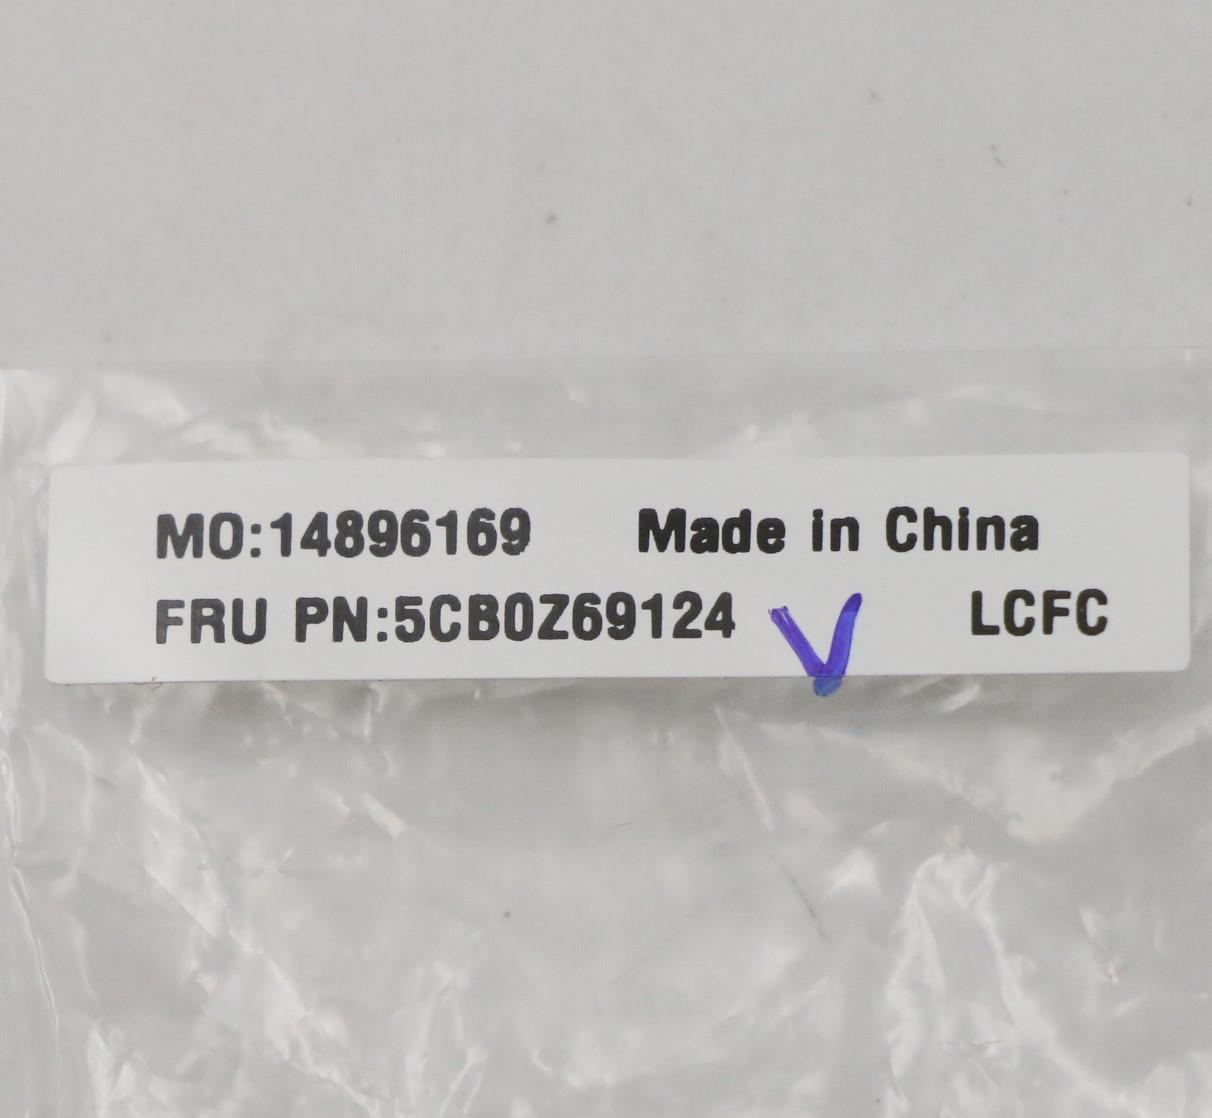 MO:14896169 Made in China
FRU PN:5CB0Z69124 V LCFC